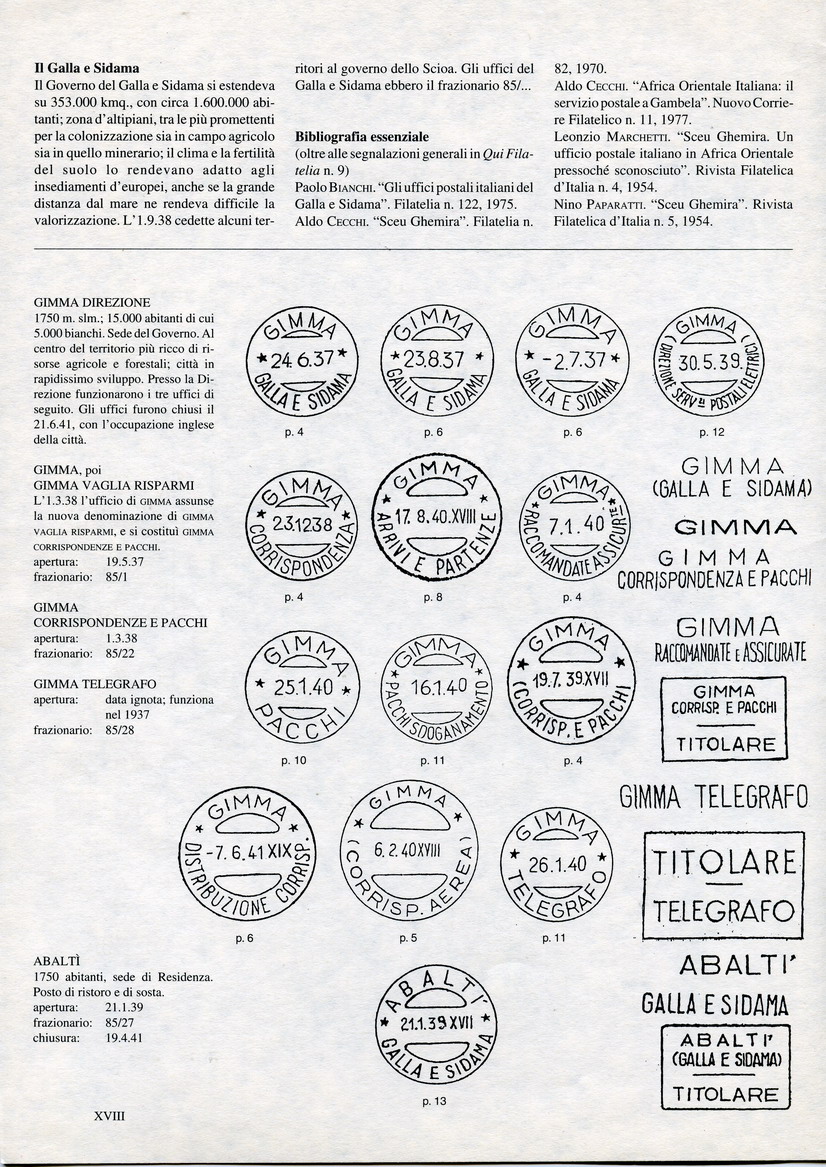 Il Galla e Sidama
Il Governo del Galla e Sidama si estendeva
su 353.000 kmq., con circa 1.600.000 abi-
tanti; zona d'altipiani, tra le più promettenti
per la colonizzazione sia in campo agricolo
sia in quello minerario; il clima e la fertilità
del suolo lo rendevano adatto agli
insediamenti d'europei, anche se la grande
distanza dal mare ne rendeva difficile la
valorizzazione. L'1.9.38 cedette alcuni ter-
ritori al governo dello Scioa. Gli uffici del
Galla e Sidama ebbero il frazionario 85/...
Bibliografia essenziale
(oltre alle segnalazioni generali in Qui Fila-
telia n. 9)
Paolo BIANCHI. “Gli uffici postali italiani del
Galla e Sidama”. Filatelia n. 122, 1975.
Aldo CECCHI. “Sceu Ghemira”. Filatelia n.
82, 1970.
Aldo CECCHI. “Africa Orientale Italiana: il
servizio postale a Gambela”. Nuovo Corrie-
re Filatelico n. 11, 1977.
Leonzio MARCHETTI. “Sceu Ghemira. Un
ufficio postale italiano in Africa Orientale
pressoché sconosciuto”. Rivista Filatelica
d'Italia n. 4, 1954.
Nino PAPARATTI. “Sceu Ghemira”. Rivista
Filatelica d'Italia n. 5, 1954.
GIMMA DIREZIONE
1750 m. slm.; 15.000 abitanti di cui
5.000 bianchi. Sede del Governo. Al
centro del territorio più ricco di ri-
sorse agricole e forestali; città in
rapidissimo sviluppo. Presso la Di-
rezione funzionarono i tre uffici di
seguito. Gli uffici furono chiusi il
21.6.41, con l'occupazione inglese
della città.
GIMMA, poi
GIMMA VAGLIA RISPARMI
L'1.3.38 l'ufficio di GIMMA assunse
la nuova denominazione di GIMMA
VAGLIA RISPARMI, e si costituì GIMMA
CORRISPONDENZE E PACCHI.
apertura: 19.5.37
frazionario: 85/1
GIMMA
CORRISPONDENZE E PACCHI
apertura: 1.3.38
frazionario: 85/22
GIMMA TELEGRAFO
apertura: data ignota; funziona
nel 1937
frazionario: 85/28
GIMMA
*24.6.37*
GALLA E SIDAMA
p. 4
GIMMA
*23.8.37*
GALLA E SIDAMA
p. 6
GIMMA
*-2.7.37*
GALLA E SIDAMA
p. 6
GIMMA
30.5.39.
(DIREZIONE SERVzi POSTALI ELETTRICI)
p. 12
GIMMA
23.1238
CORRISPONDENZA
p. 4
GIMMA
17. 8.40.XVIII
ARRIVI E PARTENZE
p. 8
GIMMA
7.1.40
RACCOMANDATE ASSICURATE
p. 4
GIMMA
(GALLA E SIDAMA)
GIMMA
GIMMA
CORRISPONDENZA E PACCHI
GIMMA
* 25.1.40 *
PACCHI
p. 10
GIMMA
16.1.40
PACCHI SDOGANAMENTO
p. 11
GIMMA
19.7. 39.XVII
(CORRISP. E PACCHI
p. 4
GIMMA
RACCOMANDATE E ASSICURATE
GIMMA
CORRISP. E PACCHI
TITOLARE
GIMMA
-7.6.41 XIX
DISTRIBUZIONE CORRISP.
p. 6
GIMMA
6.2.40XVIII
(CORRISP. AEREA)
p. 5
GIMMA
26.1.40
TELEGRAFO
p. 11
GIMMA TELEGRAFO
TITOLARE
TELEGRAFO
ABALTÌ
1750 abitanti, sede di Residenza.
Posto di ristoro e di sosta.
apertura: 21.1.39
frazionario: 85/27
chiusura: 19.4.41
ABALTI'
21.1.39 XVII
GALLA E SIDAMA
p. 13
ABALTI'
GALLA E SIDAMA
ABALTI'
(GALLA E SIDAMA)
TITOLARE
XVIII